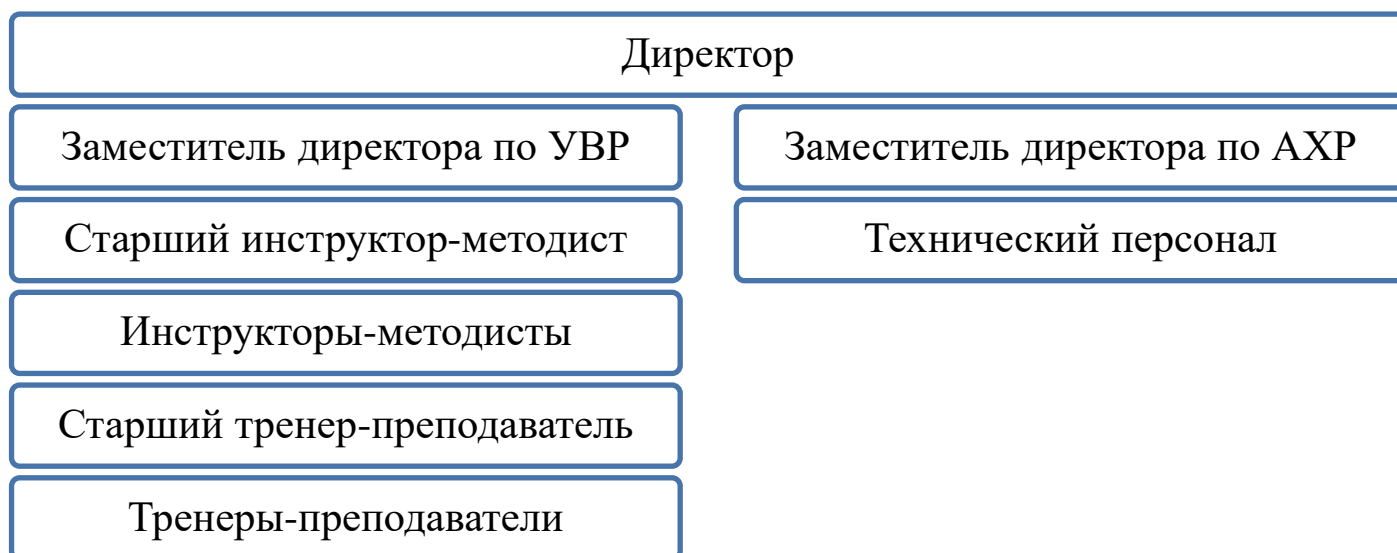 Директор
Заместитель директора по УВР
Заместитель директора по АХР
Старший инструктор-методист
Технический персонал
Инструкторы-методисты
Старший тренер-преподаватель
Тренеры-преподаватели